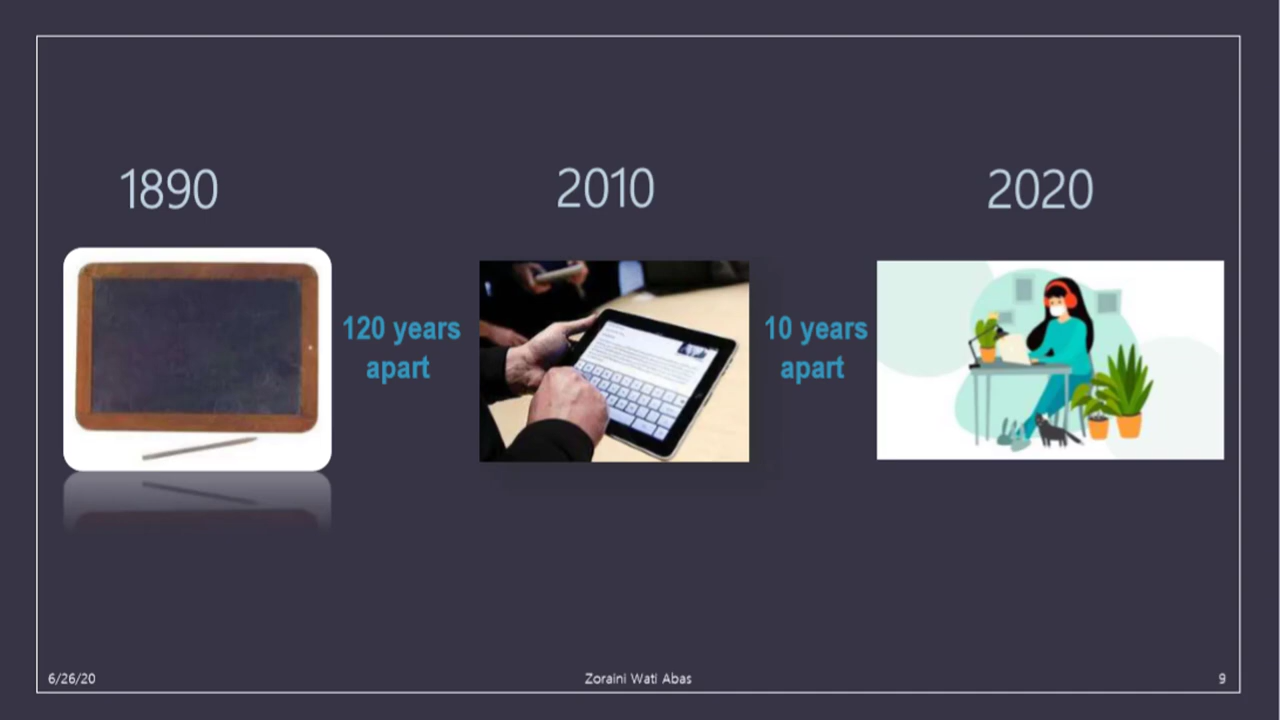 1890
2010
2020
120 years
apart
10 years
apart
6/26/20
Zoraini Wati Abas
9